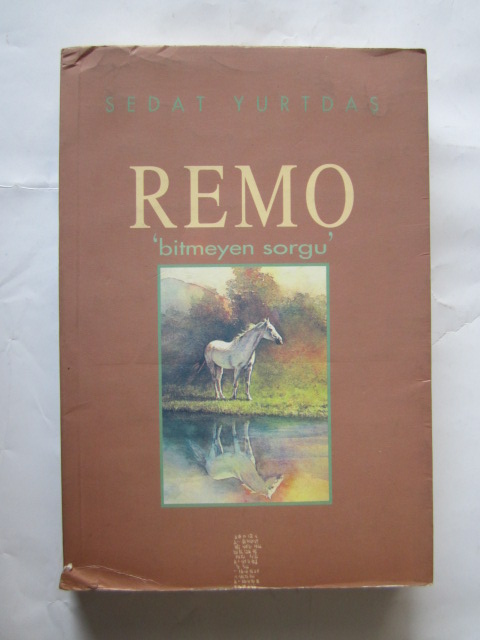 SEDAT YURTDAŞ
REMO
'bitmeyen sorgu'